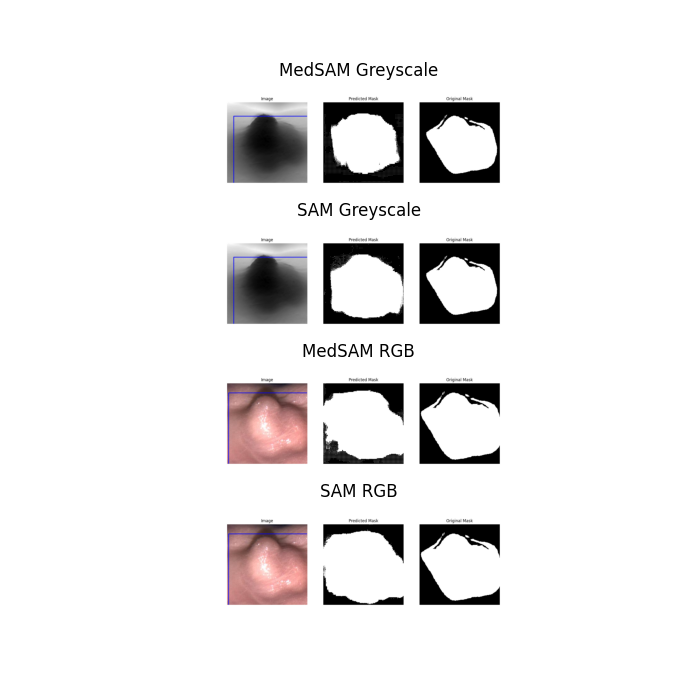 MedSAM Greyscale
Image Predicted Mask Original Mask
SAM Greyscale
Image Predicted Mask Original Mask
MedSAM RGB
Image Predicted Mask Original Mask
SAM RGB
Image Predicted Mask Original Mask